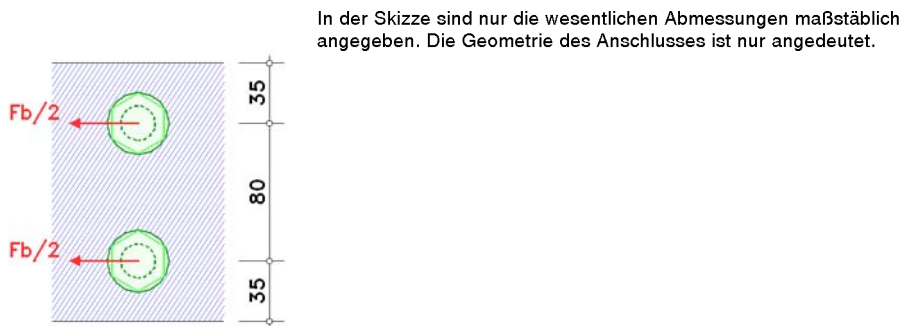 In der Skizze sind nur die wesentlichen Abmessungen maßstäblich
angegeben. Die Geometrie des Anschlusses ist nur angedeutet.
35
Fb/2
80
Fb/2
35